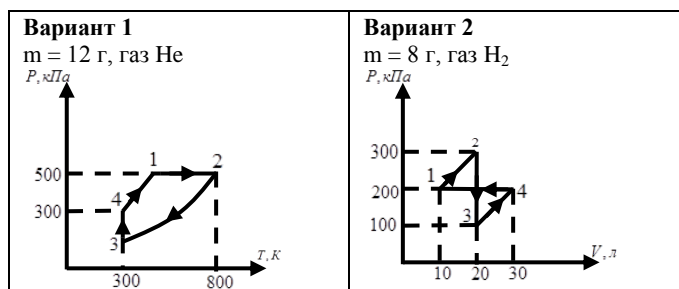 Вариант 1
m = 12 г, газ He
P, кПа
1
2
500
4
300
3
T, К
300
800
Вариант 2
m = 8 г, газ H₂
P, кПа
2
300
1
200
4
3
100
V, л
10
20
30